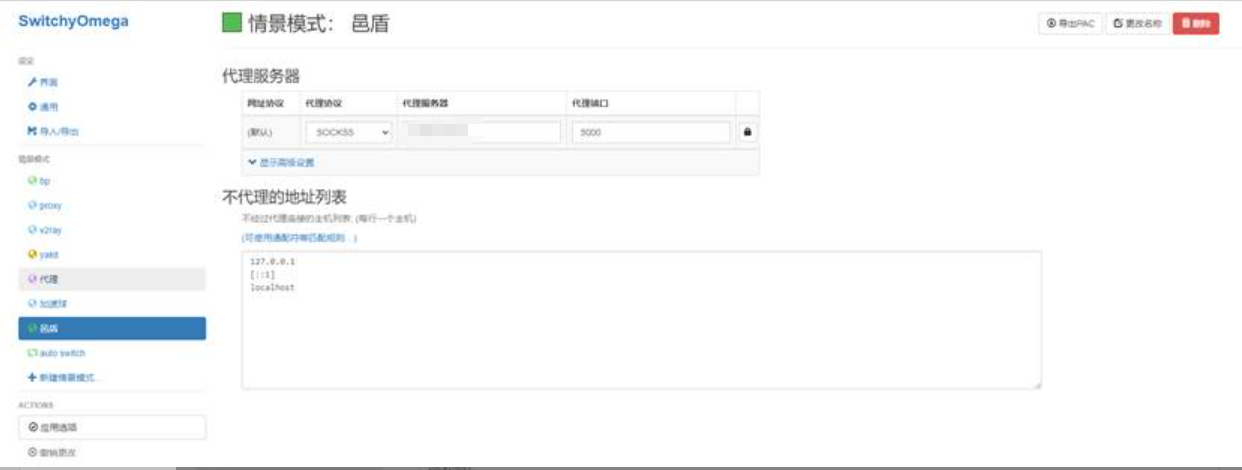 SwitchyOmega
情景模式： 邑盾
导出PAC
更改名称
删除
设定
界面
通用
导入/导出
情景模式
bp
proxy
v2ray
yakit
代理
加速球
邑盾
auto switch
新建情景模式...
ACTIONS
应用选项
撤销更改
代理服务器
网址协议 代理协议 代理服务器 代理端口
(默认) SOCKS5 5000
显示高级设置
不代理的地址列表
不经过代理连接的主机列表: (每行一个主机)
(可使用通配符等匹配规则...)
127.0.0.1
[::1]
localhost